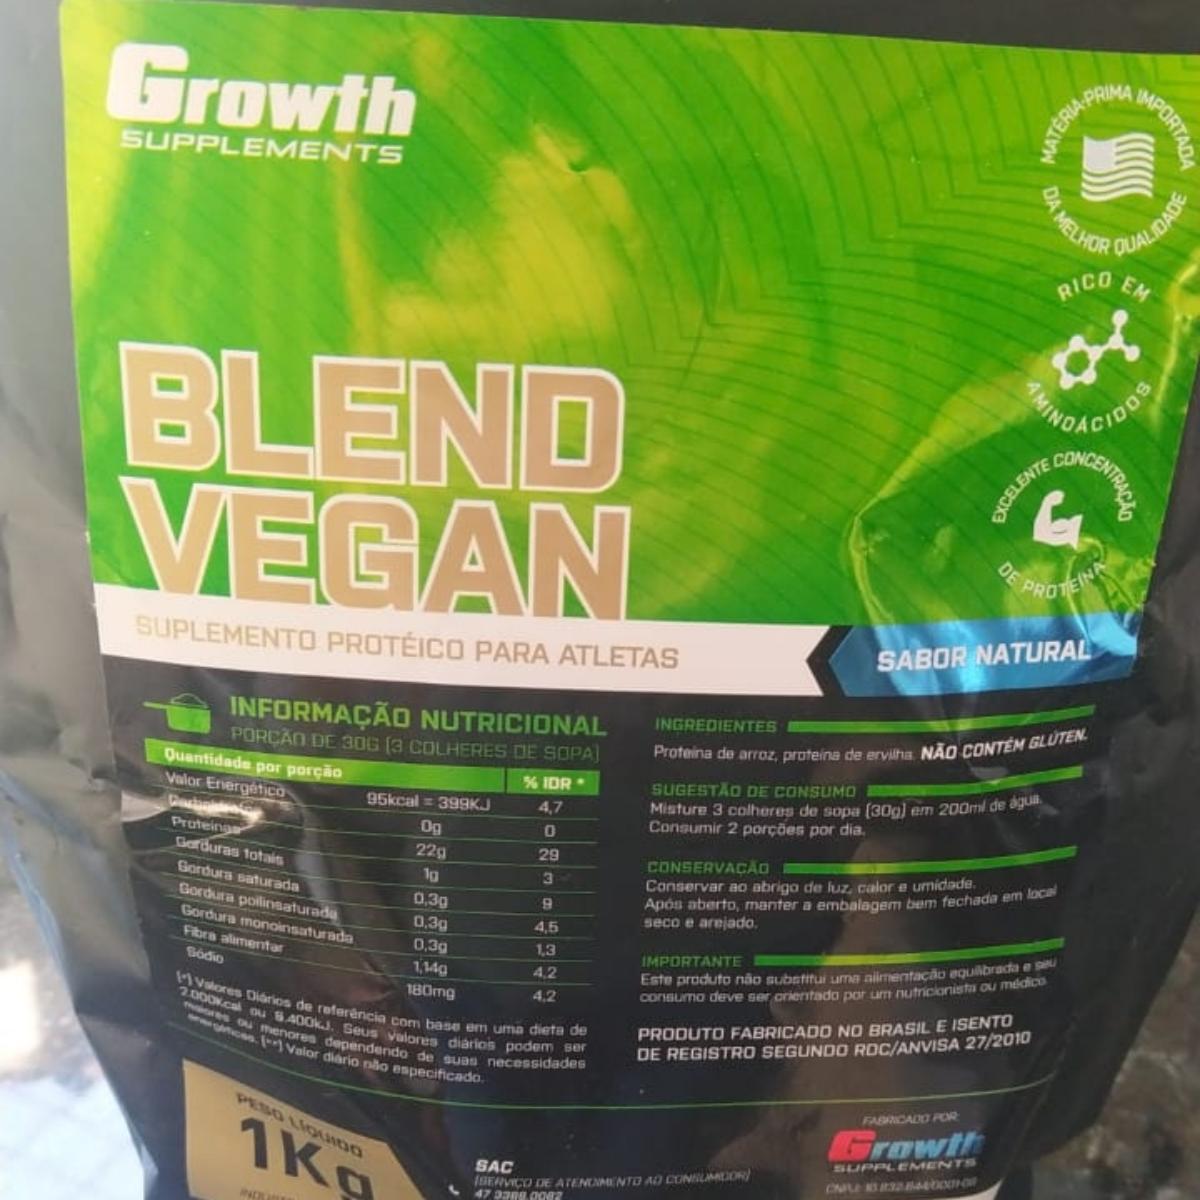 Growth
SUPPLEMENTS
MATÉRIA-PRIMA IMPORTADA
DA MELHOR QUALIDADE
RICO EM
AMINOÁCIDOS
EXCELENTE CONCENTRAÇÃO
DE PROTEÍNA
BLEND
VEGAN
SUPLEMENTO PROTÉICO PARA ATLETAS
SABOR NATURAL
INFORMAÇÃO NUTRICIONAL
PORÇÃO DE 30G (3 COLHERES DE SOPA)
Quantidade por porção % IDR *
Valor Energético 95kcal = 399KJ 4,7
0g 0
Proteínas 22g 29
Gorduras totais 1g 3
Gordura saturada 0,3g 9
Gordura poliinsaturada 0,3g 4,5
Gordura monoinsaturada 0,3g 1,3
Fibra alimentar 1,14g 4,2
Sódio 180mg 4,2
(*) Valores Diários de referência com base em uma dieta de
2.000Kcal ou 8.400kJ. Seus valores diários podem ser
maiores ou menores dependendo de suas necessidades
energéticas. (**) Valor diário não especificado.
INGREDIENTES
Proteína de arroz, proteína de ervilha. NÃO CONTÉM GLÚTEN.
SUGESTÃO DE CONSUMO
Misture 3 colheres de sopa (30g) em 200ml de água.
Consumir 2 porções por dia.
CONSERVAÇÃO
Conservar ao abrigo de luz, calor e umidade.
Após aberto, manter a embalagem bem fechada em local
seco e arejado.
IMPORTANTE
Este produto não substitui uma alimentação equilibrada e seu
consumo deve ser orientado por um nutricionista ou médico.
PRODUTO FABRICADO NO BRASIL E ISENTO
DE REGISTRO SEGUNDO RDC/ANVISA 27/2010
PESO LÍQUIDO
1Kg
SAC
(SERVIÇO DE ATENDIMENTO AO CONSUMIDOR)
47 3398.0082
FABRICADO POR:
Growth
SUPPLEMENTS
CNPJ: 10.832.644/0001-08